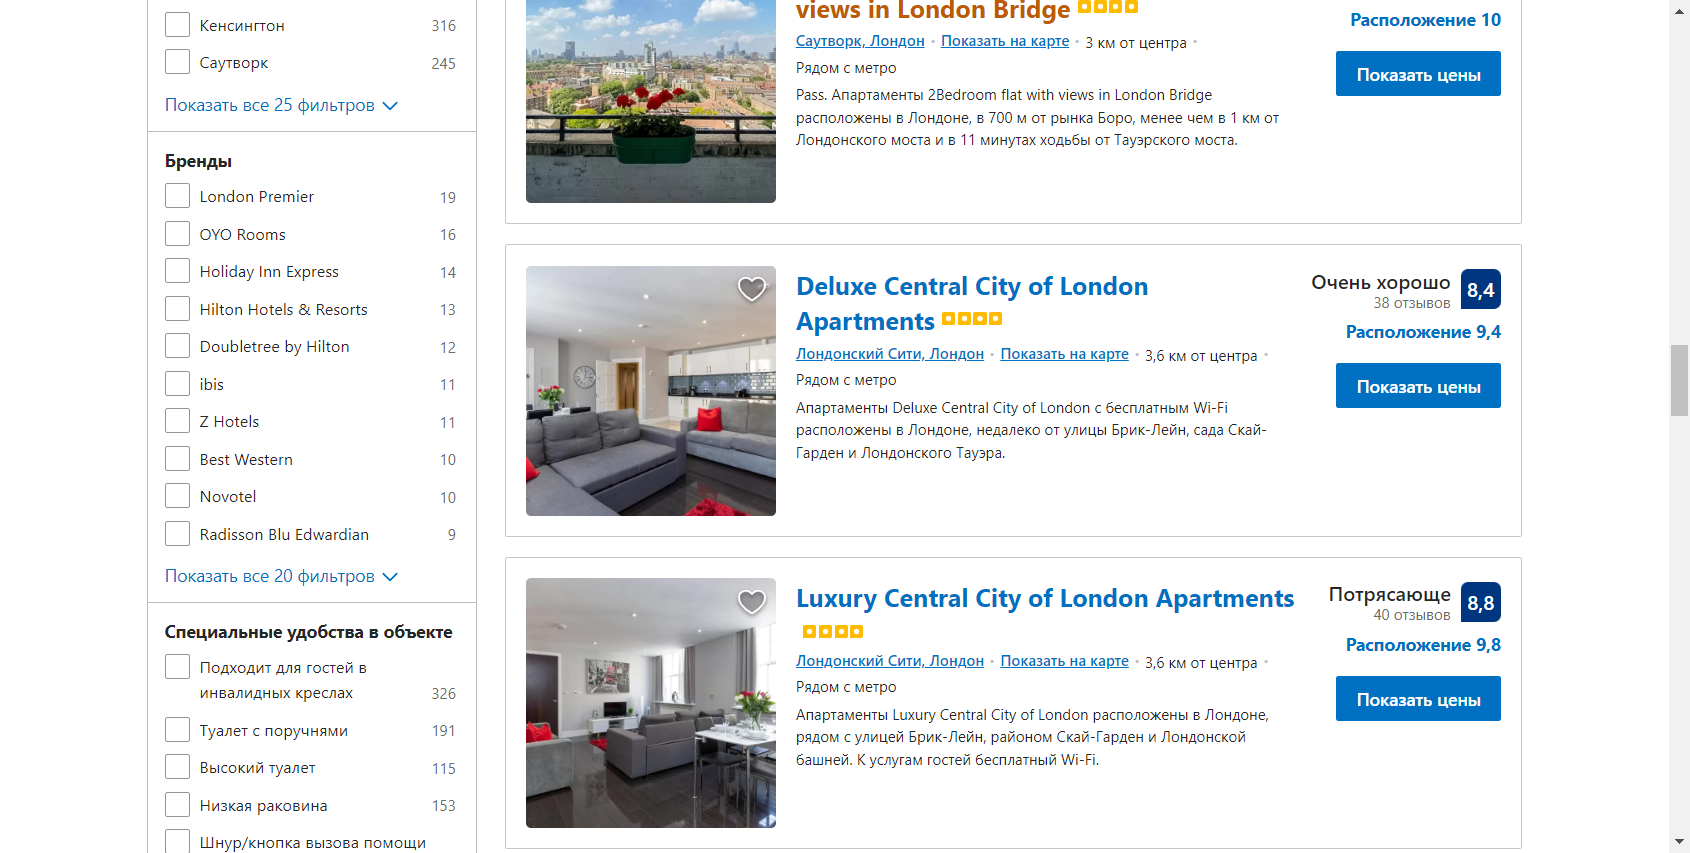 Кенсингтон 316
Саутворк 245
Показать все 25 фильтров
Бренды
London Premier 19
OYO Rooms 16
Holiday Inn Express 14
Hilton Hotels & Resorts 13
Doubletree by Hilton 12
ibis 11
Z Hotels 11
Best Western 10
Novotel 10
Radisson Blu Edwardian 9
Показать все 20 фильтров
Специальные удобства в объекте
Подходит для гостей в
инвалидных креслах 326
Туалет с поручнями 191
Высокий туалет 115
Низкая раковина 153
Шнур/кнопка вызова помощи
views in London Bridge
Саутворк, Лондон · Показать на карте · 3 км от центра ·
Рядом с метро
Pass. Апартаменты 2Bedroom flat with views in London Bridge
расположены в Лондоне, в 700 м от рынка Боро, менее чем в 1 км от
Лондонского моста и в 11 минутах ходьбы от Тауэрского моста.
Расположение 10
Показать цены
Deluxe Central City of London
Apartments
Лондонский Сити, Лондон · Показать на карте · 3,6 км от центра ·
Рядом с метро
Апартаменты Deluxe Central City of London с бесплатным Wi-Fi
расположены в Лондоне, недалеко от улицы Брик-Лейн, сада Скай-
Гарден и Лондонского Тауэра.
Очень хорошо 8,4
38 отзывов
Расположение 9,4
Показать цены
Luxury Central City of London Apartments
Лондонский Сити, Лондон · Показать на карте · 3,6 км от центра ·
Рядом с метро
Апартаменты Luxury Central City of London расположены в Лондоне,
рядом с улицей Брик-Лейн, районом Скай-Гарден и Лондонской
башней. К услугам гостей бесплатный Wi-Fi.
Потрясающе 8,8
40 отзывов
Расположение 9,8
Показать цены